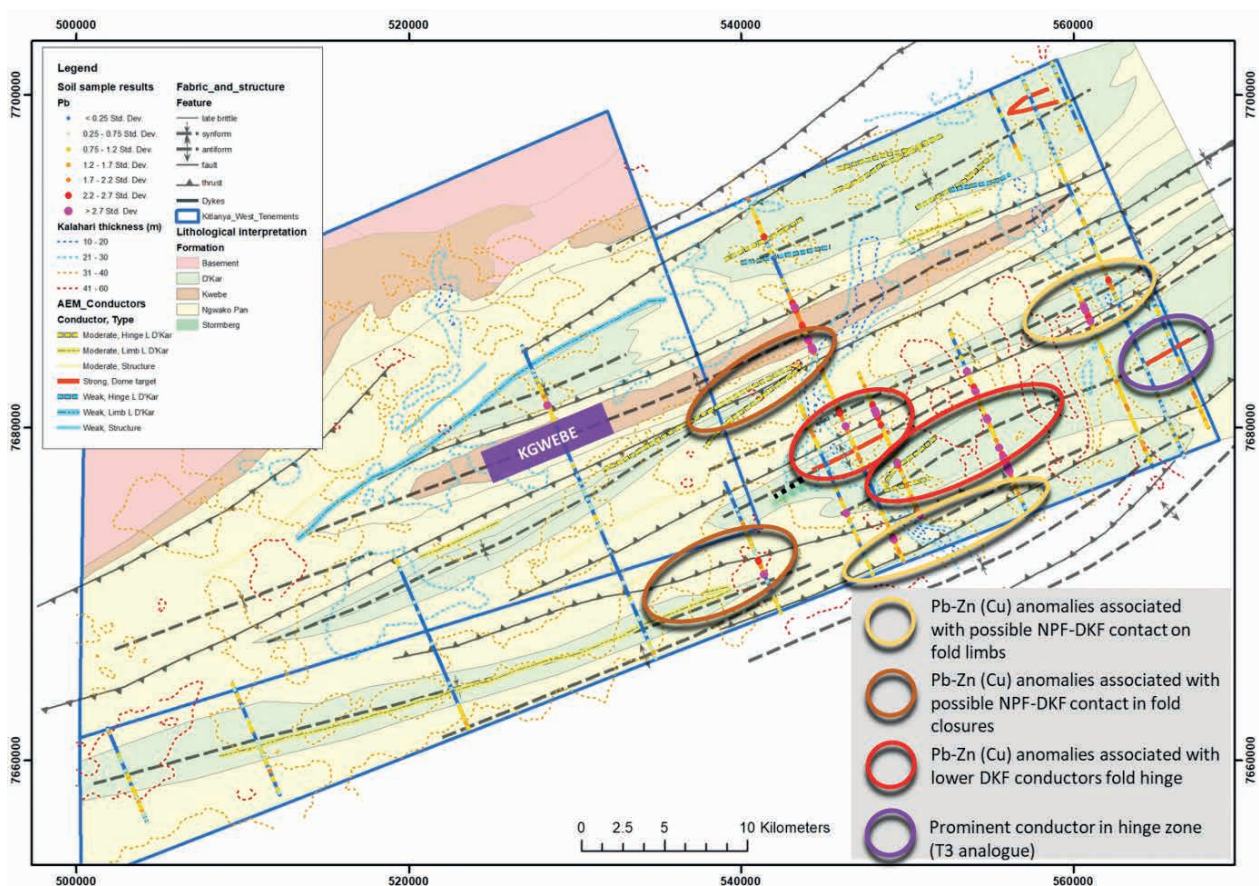 500000 520000 540000 560000
7700000
7680000
7660000
7700000
7680000
7660000
500000 520000 540000 560000
Legend
Soil sample results
Pb
< 0.25 Std. Dev.
0.25 - 0.75 Std. Dev.
0.75 - 1.2 Std. Dev.
1.2 - 1.7 Std. Dev.
1.7 - 2.2 Std. Dev.
2.2 - 2.7 Std. Dev.
> 2.7 Std. Dev.
Kalahari thickness (m)
10 - 20
21 - 30
31 - 40
41 - 60
AEM_Conductors
Conductor, Type
Moderate, Hinge L D'Kar
Moderate, Limb L D'Kar
Moderate, Structure
Strong, Dome target
Weak, Hinge L D'Kar
Weak, Limb L D'Kar
Weak, Structure
Fabric_and_structure
Feature
late brittle
synform
antiform
fault
thrust
Dykes
Kitlanya_West_Tenements
Lithological interpretation
Formation
Basement
D'Kar
Kwebe
Ngwako Pan
Stormberg
KGWEBE
Pb-Zn (Cu) anomalies associated
with possible NPF-DKF contact on
fold limbs
Pb-Zn (Cu) anomalies associated with
possible NPF-DKF contact in fold
closures
Pb-Zn (Cu) anomalies associated with
lower DKF conductors fold hinge
Prominent conductor in hinge zone
(T3 analogue)
0 2.5 5 10 Kilometers